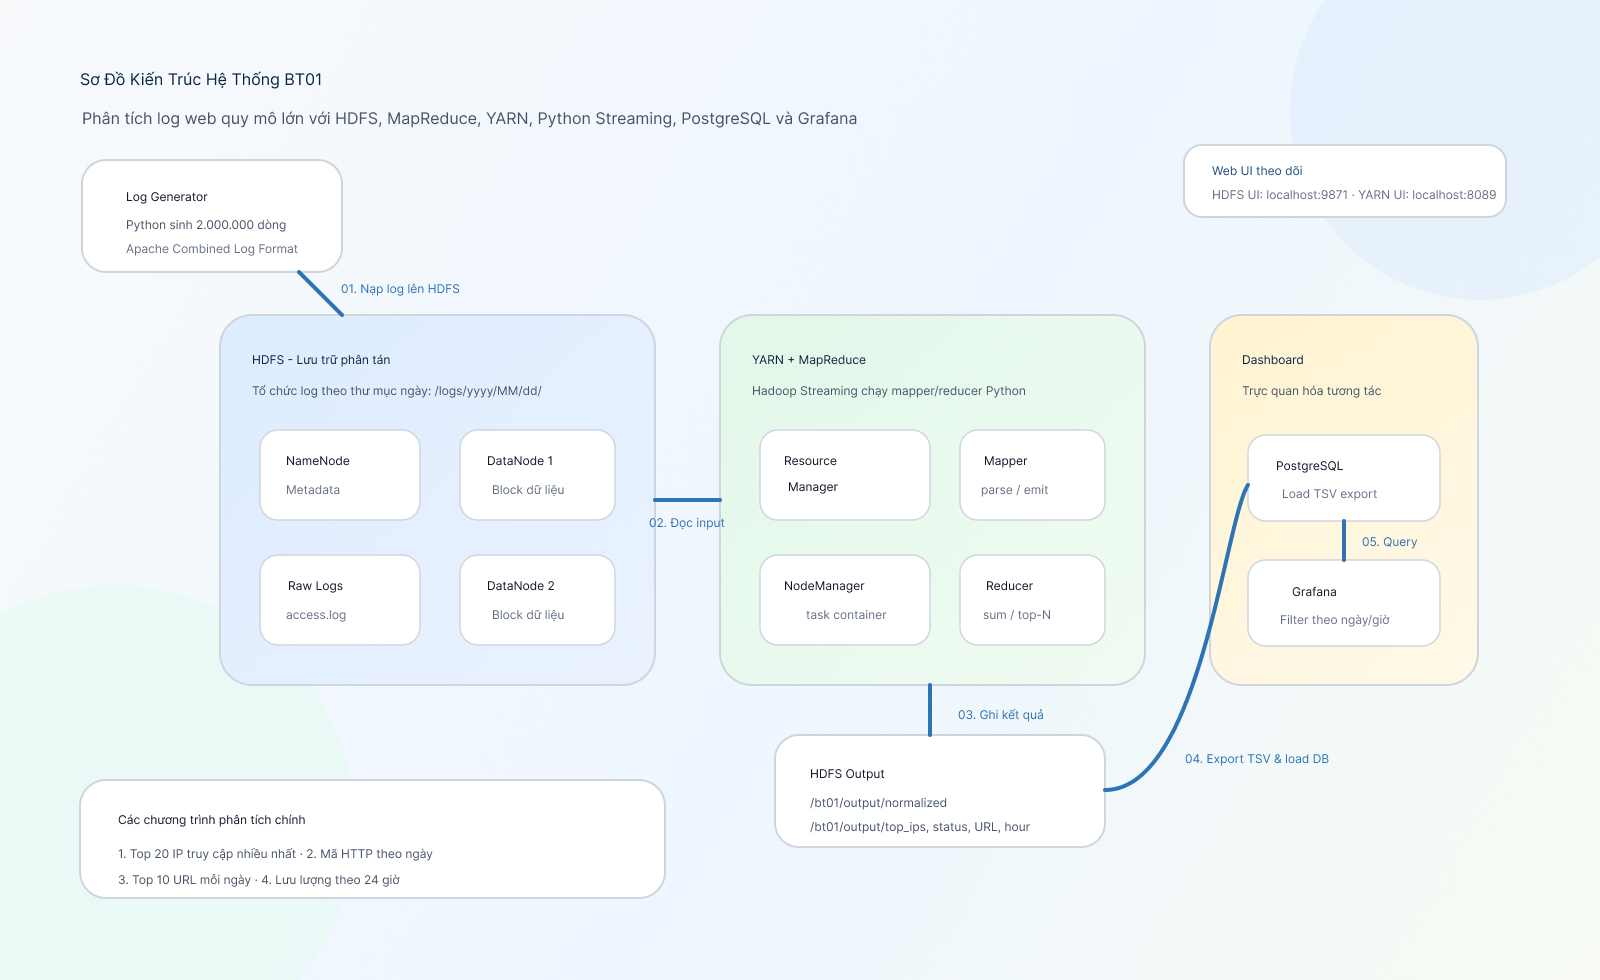 Sơ Đồ Kiến Trúc Hệ Thống BT01
Phân tích log web quy mô lớn với HDFS, MapReduce, YARN, Python Streaming, PostgreSQL và Grafana
Log Generator
Python sinh 2.000.000 dòng
Apache Combined Log Format
Web UI theo dõi
HDFS UI: localhost:9871 · YARN UI: localhost:8089
01. Nạp log lên HDFS
HDFS - Lưu trữ phân tán
Tổ chức log theo thư mục ngày: /logs/yyyy/MM/dd/
NameNode
Metadata
DataNode 1
Block dữ liệu
Raw Logs
access.log
DataNode 2
Block dữ liệu
02. Đọc input
YARN + MapReduce
Hadoop Streaming chạy mapper/reducer Python
Resource
Manager
Mapper
parse / emit
NodeManager
task container
Reducer
sum / top-N
Dashboard
Trực quan hóa tương tác
PostgreSQL
Load TSV export
05. Query
Grafana
Filter theo ngày/giờ
03. Ghi kết quả
04. Export TSV & load DB
HDFS Output
/bt01/output/normalized
/bt01/output/top_ips, status, URL, hour
Các chương trình phân tích chính
1. Top 20 IP truy cập nhiều nhất · 2. Mã HTTP theo ngày
3. Top 10 URL mỗi ngày · 4. Lưu lượng theo 24 giờ